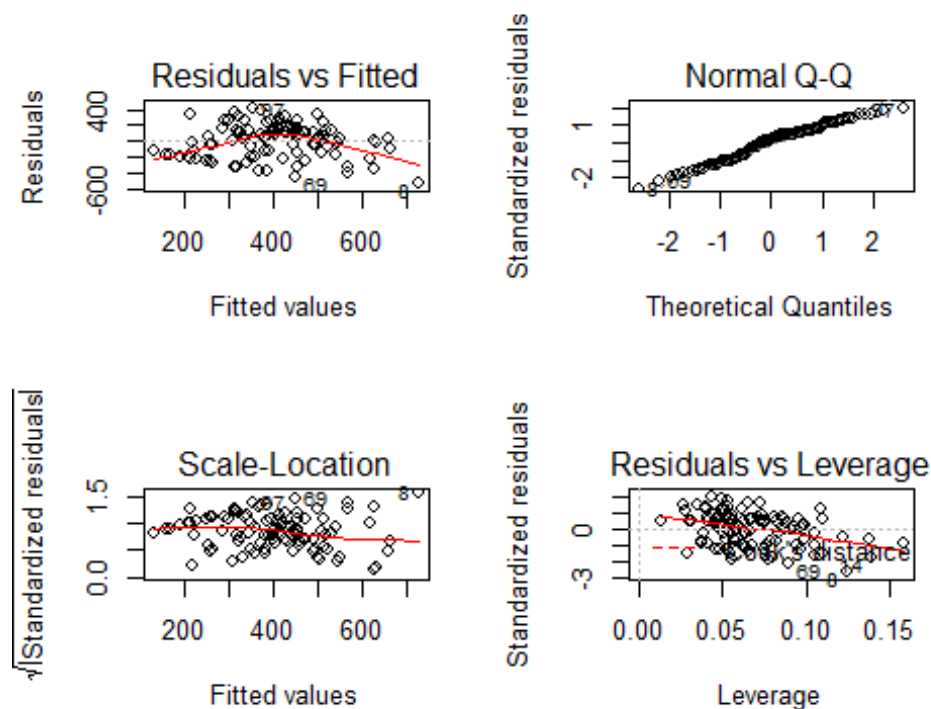 Residuals vs Fitted
Residuals
400
-600
97
69
8
200 400 600
Fitted values
Normal Q-Q
Standardized residuals
1
-2
97
69
8
-2 -1 0 1 2
Theoretical Quantiles
Scale-Location
√|Standardized residuals|
1.5
0.0
97
69
8
200 400 600
Fitted values
Residuals vs Leverage
Standardized residuals
0
-3
Cook's distance
69
8
4
0.00 0.05 0.10 0.15
Leverage